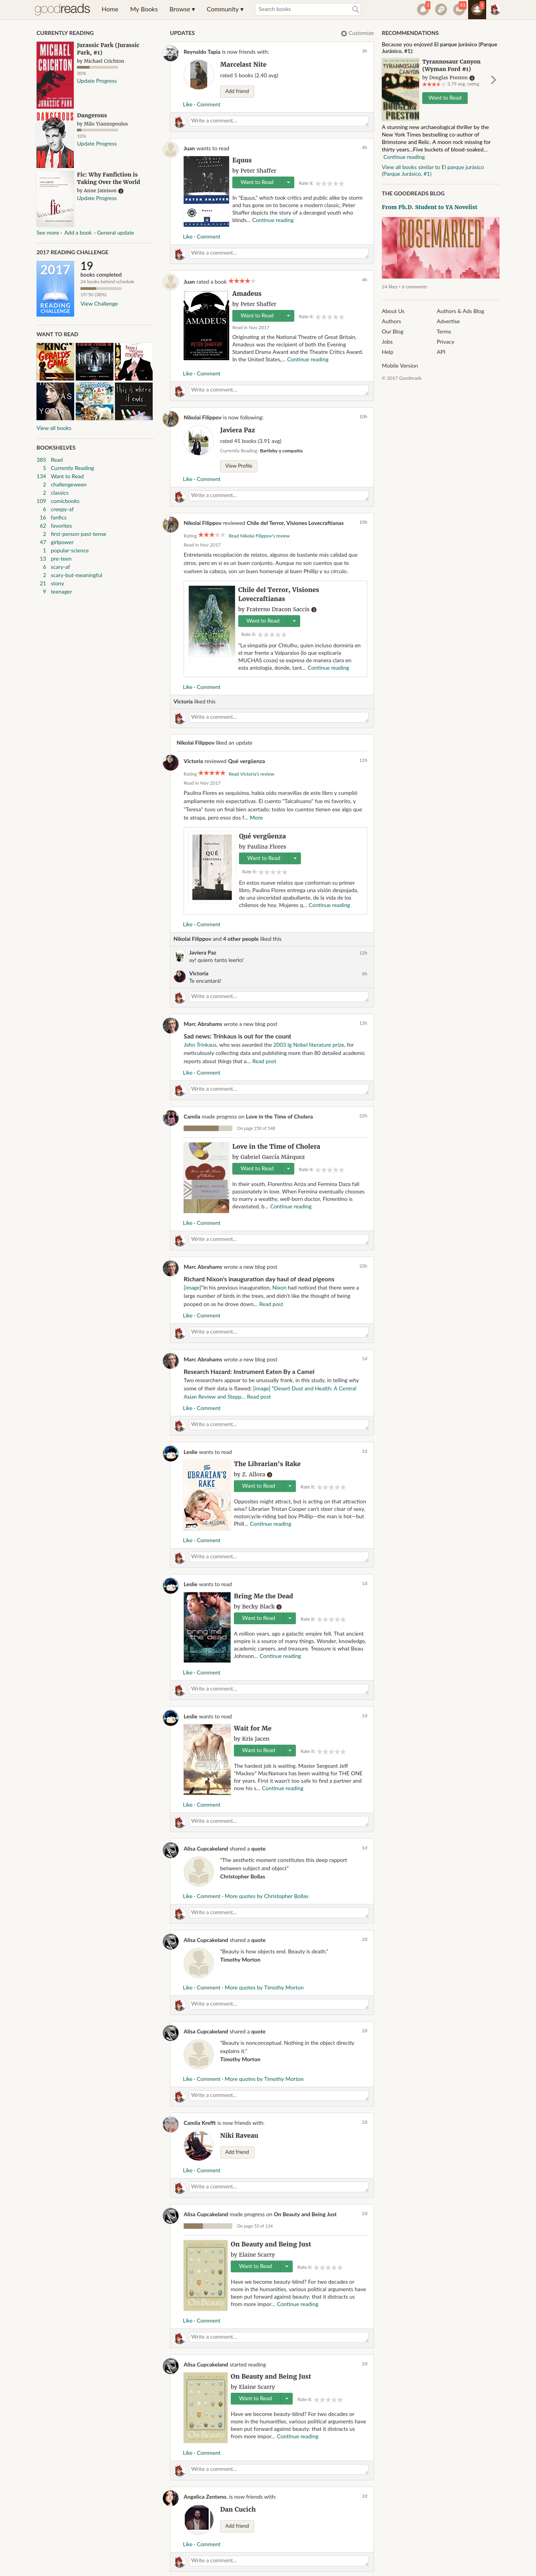 goodreads
Home
My Books
Browse ▾
Community ▾
Search books
CURRENTLY READING
Jurassic Park (Jurassic
Park, #1)
by Michael Crichton
30%
Update Progress
Dangerous
by Milo Yiannopoulos
10%
Update Progress
Fic: Why Fanfiction is
Taking Over the World
by Anne Jamison
Update Progress
See more · Add a book · General update
2017 READING CHALLENGE
2017
READING
CHALLENGE
19
books completed
24 books behind schedule
19/50 (38%)
View Challenge
WANT TO READ
View all books
BOOKSHELVES
385 Read
5 Currently Reading
134 Want to Read
2 challengeween
2 classics
109 comicbooks
6 creepy-af
16 fanfics
62 favorites
2 first-person-past-tense
47 girlpower
1 popular-science
13 pre-teen
6 scary-af
2 scary-but-meaningful
21 stony
9 teenager
UPDATES
Customize
Reynaldo Tapia is now friends with:
3h
Marcelast Nite
rated 5 books (2.40 avg)
Add friend
Like · Comment
Write a comment...
Juan wants to read
4h
Equus
by Peter Shaffer
Want to Read
Rate it:
In "Equus," which took critics and public alike by storm
and has gone on to become a modern classic, Peter
Shaffer depicts the story of a deranged youth who
blinds... Continue reading
Like · Comment
Write a comment...
Juan rated a book
4h
Amadeus
by Peter Shaffer
Want to Read
Rate it:
Read in Nov 2017
Originating at the National Theatre of Great Britain,
Amadeus was the recipient of both the Evening
Standard Drama Award and the Theatre Critics Award.
In the United States,... Continue reading
Like · Comment
Write a comment...
Nikolai Filippov is now following:
10h
Javiera Paz
rated 45 books (3.91 avg)
Currently Reading: Bartleby y compañía
View Profile
Like · Comment
Write a comment...
Nikolai Filippov reviewed Chile del Terror, Visiones Lovecraftianas
10h
Rating
Read Nikolai Filippov's review
Read in Nov 2017
Entretenida recopilación de relatos, algunos de bastante más calidad que
otros, pero en sí es un buen conjunto. Aunque no son cuentos que te
vuelven la cabeza, son un buen homenaje al buen Phillip y su círculo.
Chile del Terror, Visiones
Lovecraftianas
by Fraterno Dracon Saccis
Want to Read
Rate it:
"La simpatía por Chtulhu, quien incluso dormiría en
el mar frente a Valparaíso (lo que explicaría
MUCHAS cosas) se expresa de manera clara en
esta antología, donde, tant... Continue reading
Like · Comment
Victoria liked this
Write a comment...
Nikolai Filippov liked an update
Victoria reviewed Qué vergüenza
11h
Rating
Read Victoria's review
Read in Nov 2017
Paulina Flores es sequísima, había oído maravillas de este libro y cumplió
ampliamente mis expectativas. El cuento "Talcahuano" fue mi favorito, y
"Teresa" tuvo un final bien acertado; todos los cuentos tienen ese algo que
te atrapa, pero esos dos f... More
Qué vergüenza
by Paulina Flores
Want to Read
Rate it:
En estos nueve relatos que conforman su primer
libro, Paulina Flores entrega una visión despojada,
de una sinceridad apabullante, de la vida de los
chilenos de hoy. Mujeres q... Continue reading
Like · Comment
Nikolai Filippov and 4 other people liked this
Javiera Paz
12h
ay! quiero tanto leerlo!
Victoria
6h
Te encantará!
Write a comment...
Marc Abrahams wrote a new blog post
13h
Sad news: Trinkaus is out for the count
John Trinkaus, who was awarded the 2003 Ig Nobel literature prize, for
meticulously collecting data and publishing more than 80 detailed academic
reports about things that a... Read post
Like · Comment
Write a comment...
Camila made progress on Love in the Time of Cholera
22h
On page 250 of 348
Love in the Time of Cholera
by Gabriel García Márquez
Want to Read
Rate it:
In their youth, Florentino Ariza and Fermina Daza fall
passionately in love. When Fermina eventually chooses
to marry a wealthy, well-born doctor, Florentino is
devastated, b... Continue reading
Like · Comment
Write a comment...
Marc Abrahams wrote a new blog post
23h
Richard Nixon's inauguration day haul of dead pigeons
[image]"In his previous inauguration, Nixon had noticed that there were a
large number of birds in the trees, and didn't like the thought of being
pooped on as he drove down... Read post
Like · Comment
Write a comment...
Marc Abrahams wrote a new blog post
1d
Research Hazard: Instrument Eaten By a Camel
Two researchers appear to be unusually frank, in this study, in telling why
some of their data is flawed: [image] "Desert Dust and Health: A Central
Asian Review and Stepp... Read post
Like · Comment
Write a comment...
Leslie wants to read
1d
The Librarian's Rake
by Z. Allora
Want to Read
Rate it:
Opposites might attract, but is acting on that attraction
wise? Librarian Tristan Cooper can't steer clear of sexy,
motorcycle-riding bad boy Phillip—the man is hot—but
Phill... Continue reading
Like · Comment
Write a comment...
Leslie wants to read
1d
Bring Me the Dead
by Becky Black
Want to Read
Rate it:
A million years, ago a galactic empire fell. That ancient
empire is a source of many things. Wonder, knowledge,
academic careers, and treasure. Treasure is what Beau
Johnson... Continue reading
Like · Comment
Write a comment...
Leslie wants to read
1d
Wait for Me
by Kris Jacen
Want to Read
Rate it:
The hardest job is waiting. Master Sergeant Jeff
"Mackey" MacNamara has been waiting for THE ONE
for years. First it wasn't too safe to find a partner and
now his s... Continue reading
Like · Comment
Write a comment...
Alisa Cupcakeland shared a quote
1d
"The aesthetic moment constitutes this deep rapport
between subject and object"
Christopher Bollas
Like · Comment · More quotes by Christopher Bollas
Write a comment...
Alisa Cupcakeland shared a quote
2d
"Beauty is how objects end. Beauty is death."
Timothy Morton
Like · Comment · More quotes by Timothy Morton
Write a comment...
Alisa Cupcakeland shared a quote
2d
"Beauty is nonconceptual. Nothing in the object directly
explains it."
Timothy Morton
Like · Comment · More quotes by Timothy Morton
Write a comment...
Camila Krefft is now friends with:
2d
Niki Raveau
Add friend
Like · Comment
Write a comment...
Alisa Cupcakeland made progress on On Beauty and Being Just
2d
On page 53 of 134
On Beauty and Being Just
by Elaine Scarry
Want to Read
Rate it:
Have we become beauty-blind? For two decades or
more in the humanities, various political arguments have
been put forward against beauty: that it distracts us
from more impor... Continue reading
Like · Comment
Write a comment...
Alisa Cupcakeland started reading
2d
On Beauty and Being Just
by Elaine Scarry
Want to Read
Rate it:
Have we become beauty-blind? For two decades or
more in the humanities, various political arguments have
been put forward against beauty: that it distracts us
from more impor... Continue reading
Like · Comment
Write a comment...
Angelica Zenteno. is now friends with:
2d
Dan Cucich
Add friend
Like · Comment
Write a comment...
RECOMMENDATIONS
Because you enjoyed El parque jurásico (Parque
Jurásico, #1):
Tyrannosaur Canyon
(Wyman Ford #1)
by Douglas Preston
3.79 avg. rating
Want to Read
A stunning new archaeological thriller by the
New York Times bestselling co-author of
Brimstone and Relic. A moon rock missing for
thirty years...Five buckets of blood-soaked...
Continue reading
View all books similar to El parque jurásico
(Parque Jurásico, #1)
THE GOODREADS BLOG
From Ph.D. Student to YA Novelist
ROSEMARKED
24 likes · 6 comments
About Us
Authors
Our Blog
Jobs
Help
Authors & Ads Blog
Advertise
Terms
Privacy
API
Mobile Version
© 2017 Goodreads